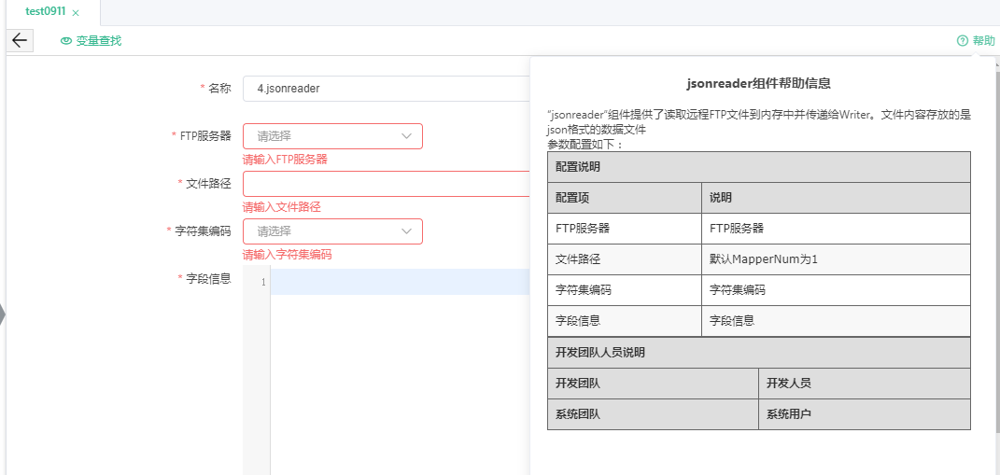 test0911
变量查找
帮助
* 名称
4.jsonreader
* FTP服务器
请选择
请输入FTP服务器
* 文件路径
请输入文件路径
* 字符集编码
请选择
请输入字符集编码
* 字段信息
1
jsonreader组件帮助信息
“jsonreader”组件提供了读取远程FTP文件到内存中并传递给Writer。文件内容存放的是
json格式的数据文件
参数配置如下：
配置说明
配置项 说明
FTP服务器 FTP服务器
文件路径 默认MapperNum为1
字符集编码 字符集编码
字段信息 字段信息
开发团队人员说明
开发团队 开发人员
系统团队 系统用户